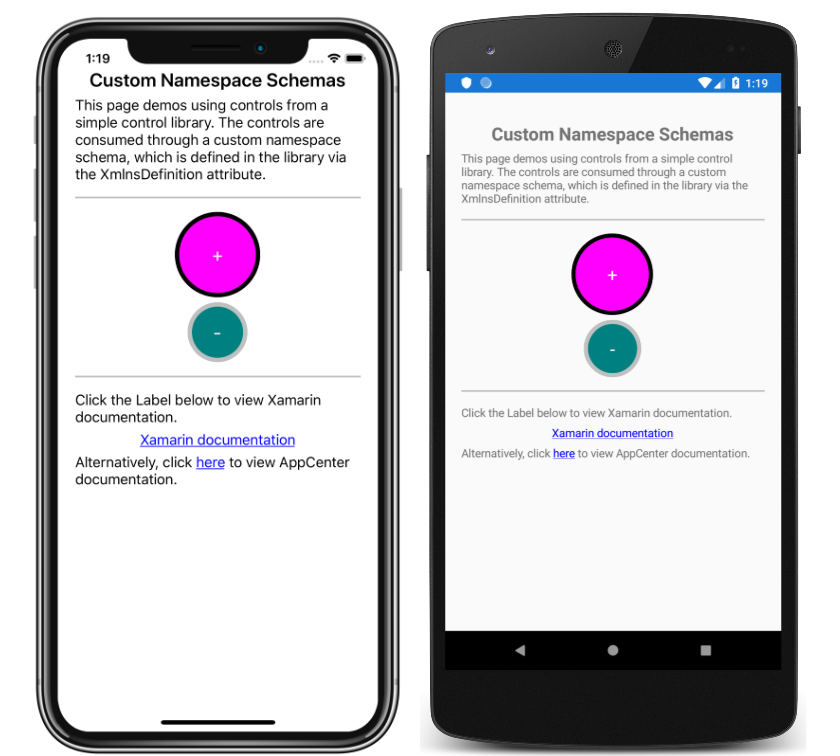 1:19
Custom Namespace Schemas
This page demos using controls from a
simple control library. The controls are
consumed through a custom namespace
schema, which is defined in the library via
the XmlnsDefinition attribute.
+
-
Click the Label below to view Xamarin
documentation.
Xamarin documentation
Alternatively, click here to view AppCenter
documentation.
1:19
Custom Namespace Schemas
This page demos using controls from a simple control
library. The controls are consumed through a custom
namespace schema, which is defined in the library via the
XmlnsDefinition attribute.
+
-
Click the Label below to view Xamarin documentation.
Xamarin documentation
Alternatively, click here to view AppCenter documentation.